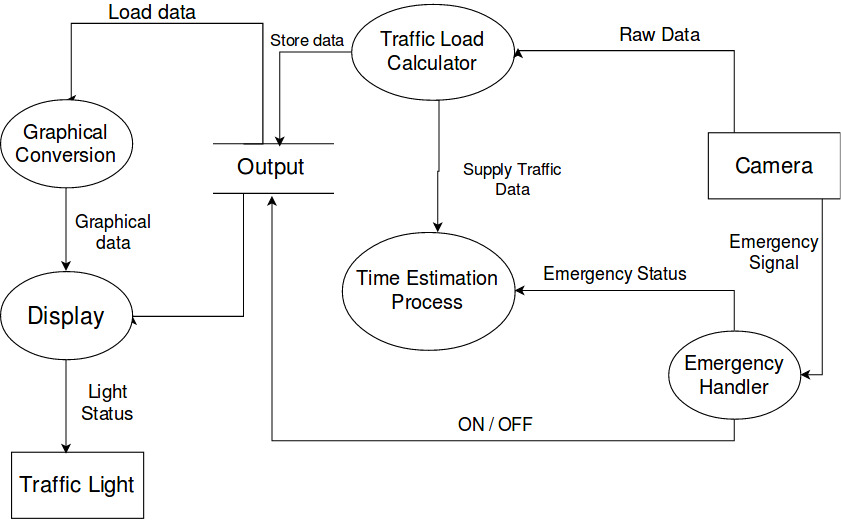 Load data
Store data
Traffic Load
Calculator
Raw Data
Graphical
Conversion
Output
Camera
Supply Traffic
Data
Graphical
data
Emergency
Signal
Time Estimation
Process
Emergency Status
Display
Emergency
Handler
Light
Status
ON / OFF
Traffic Light